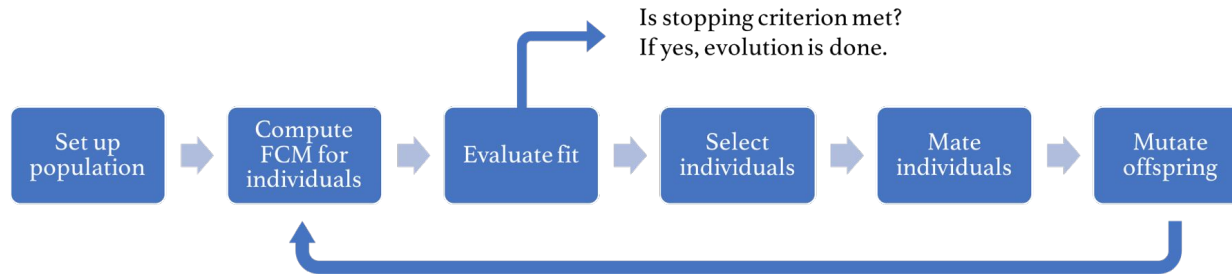 Is stopping criterion met?
If yes, evolution is done.
Set up
population
Compute
FCM for
individuals
Evaluate fit
Select
individuals
Mate
individuals
Mutate
offspring